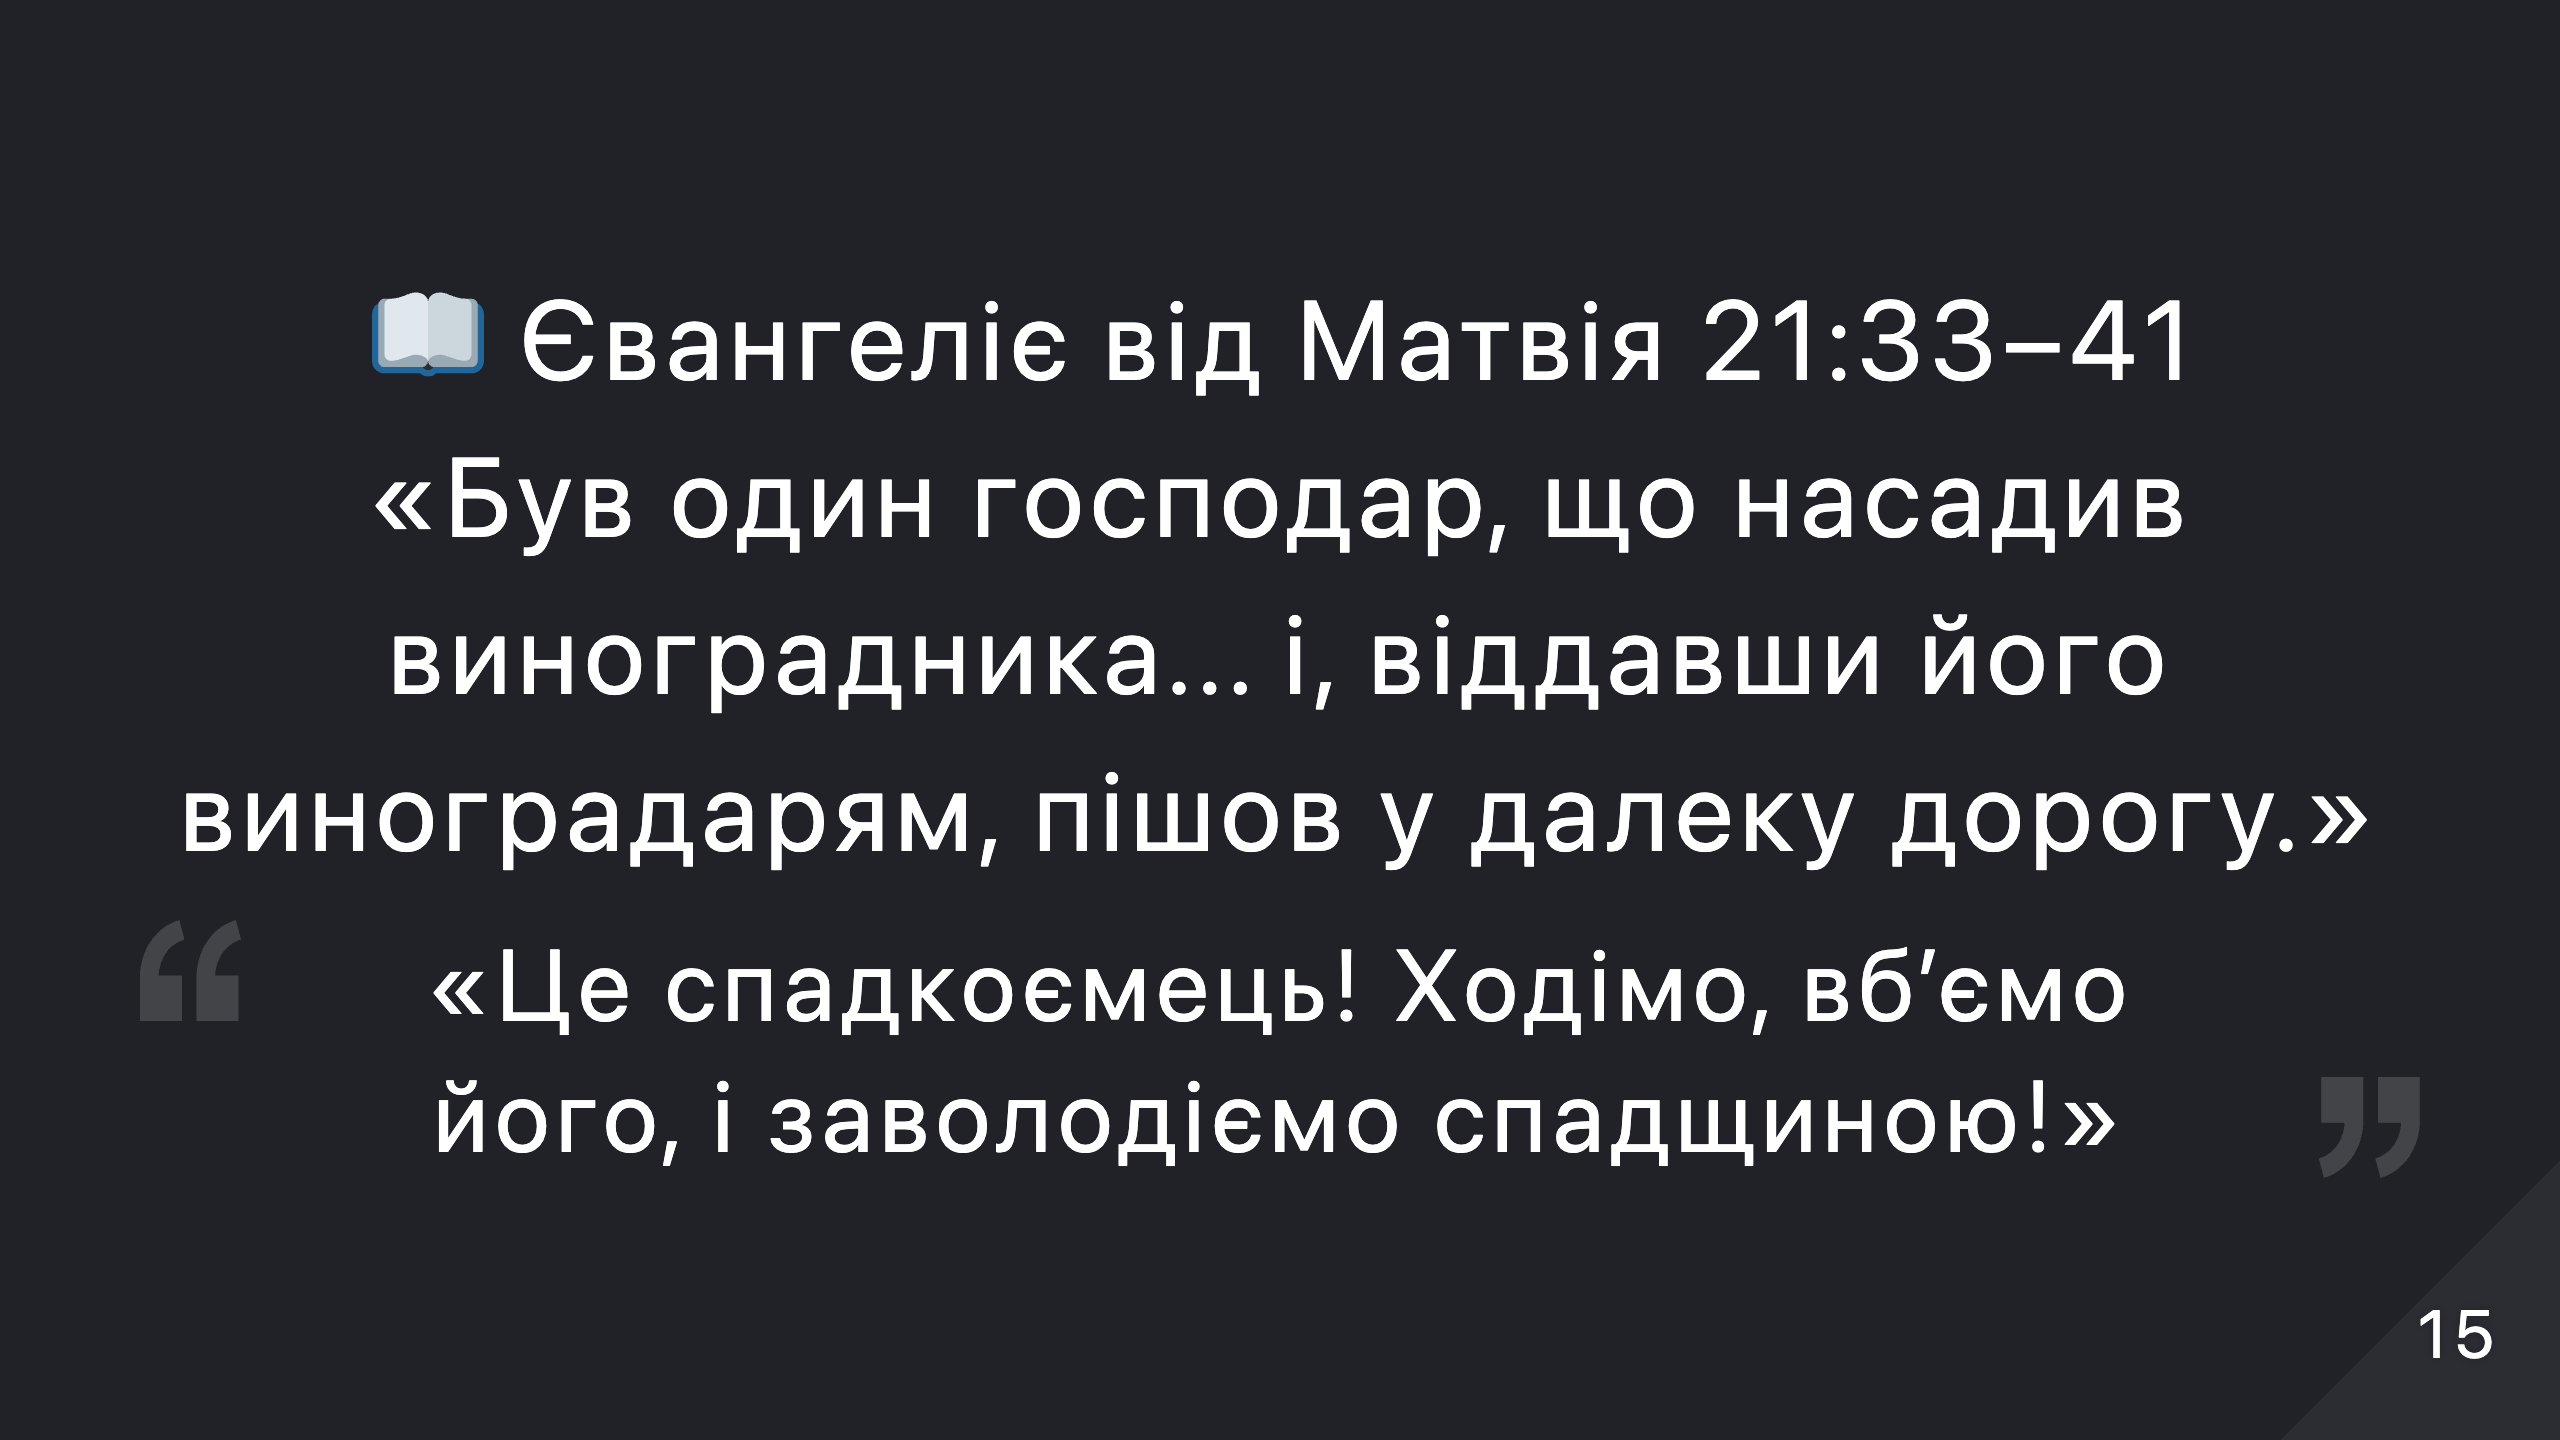 📖 Євангеліє від Матвія 21:33–41
«Був один господар, що насадив
виноградника... і, віддавши його
виноградарям, пішов у далеку дорогу.»
“ «Це спадкоємець! Ходімо, вб’ємо
його, і заволодіємо спадщиною!» ”
15